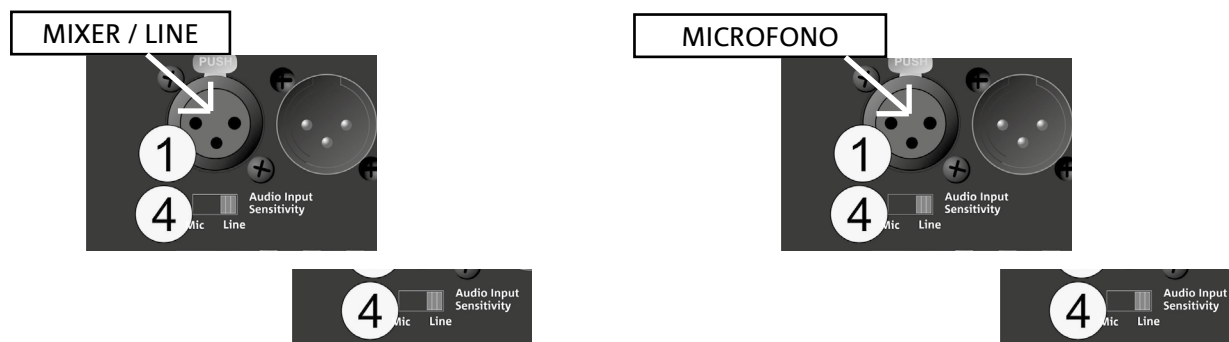 MIXER / LINE
MICROFONO
PUSH
PUSH
1
1
4
Audio Input
Sensitivity
Mic Line
4
Audio Input
Sensitivity
Mic Line
4
Audio Input
Sensitivity
Mic Line
4
Audio Input
Sensitivity
Mic Line